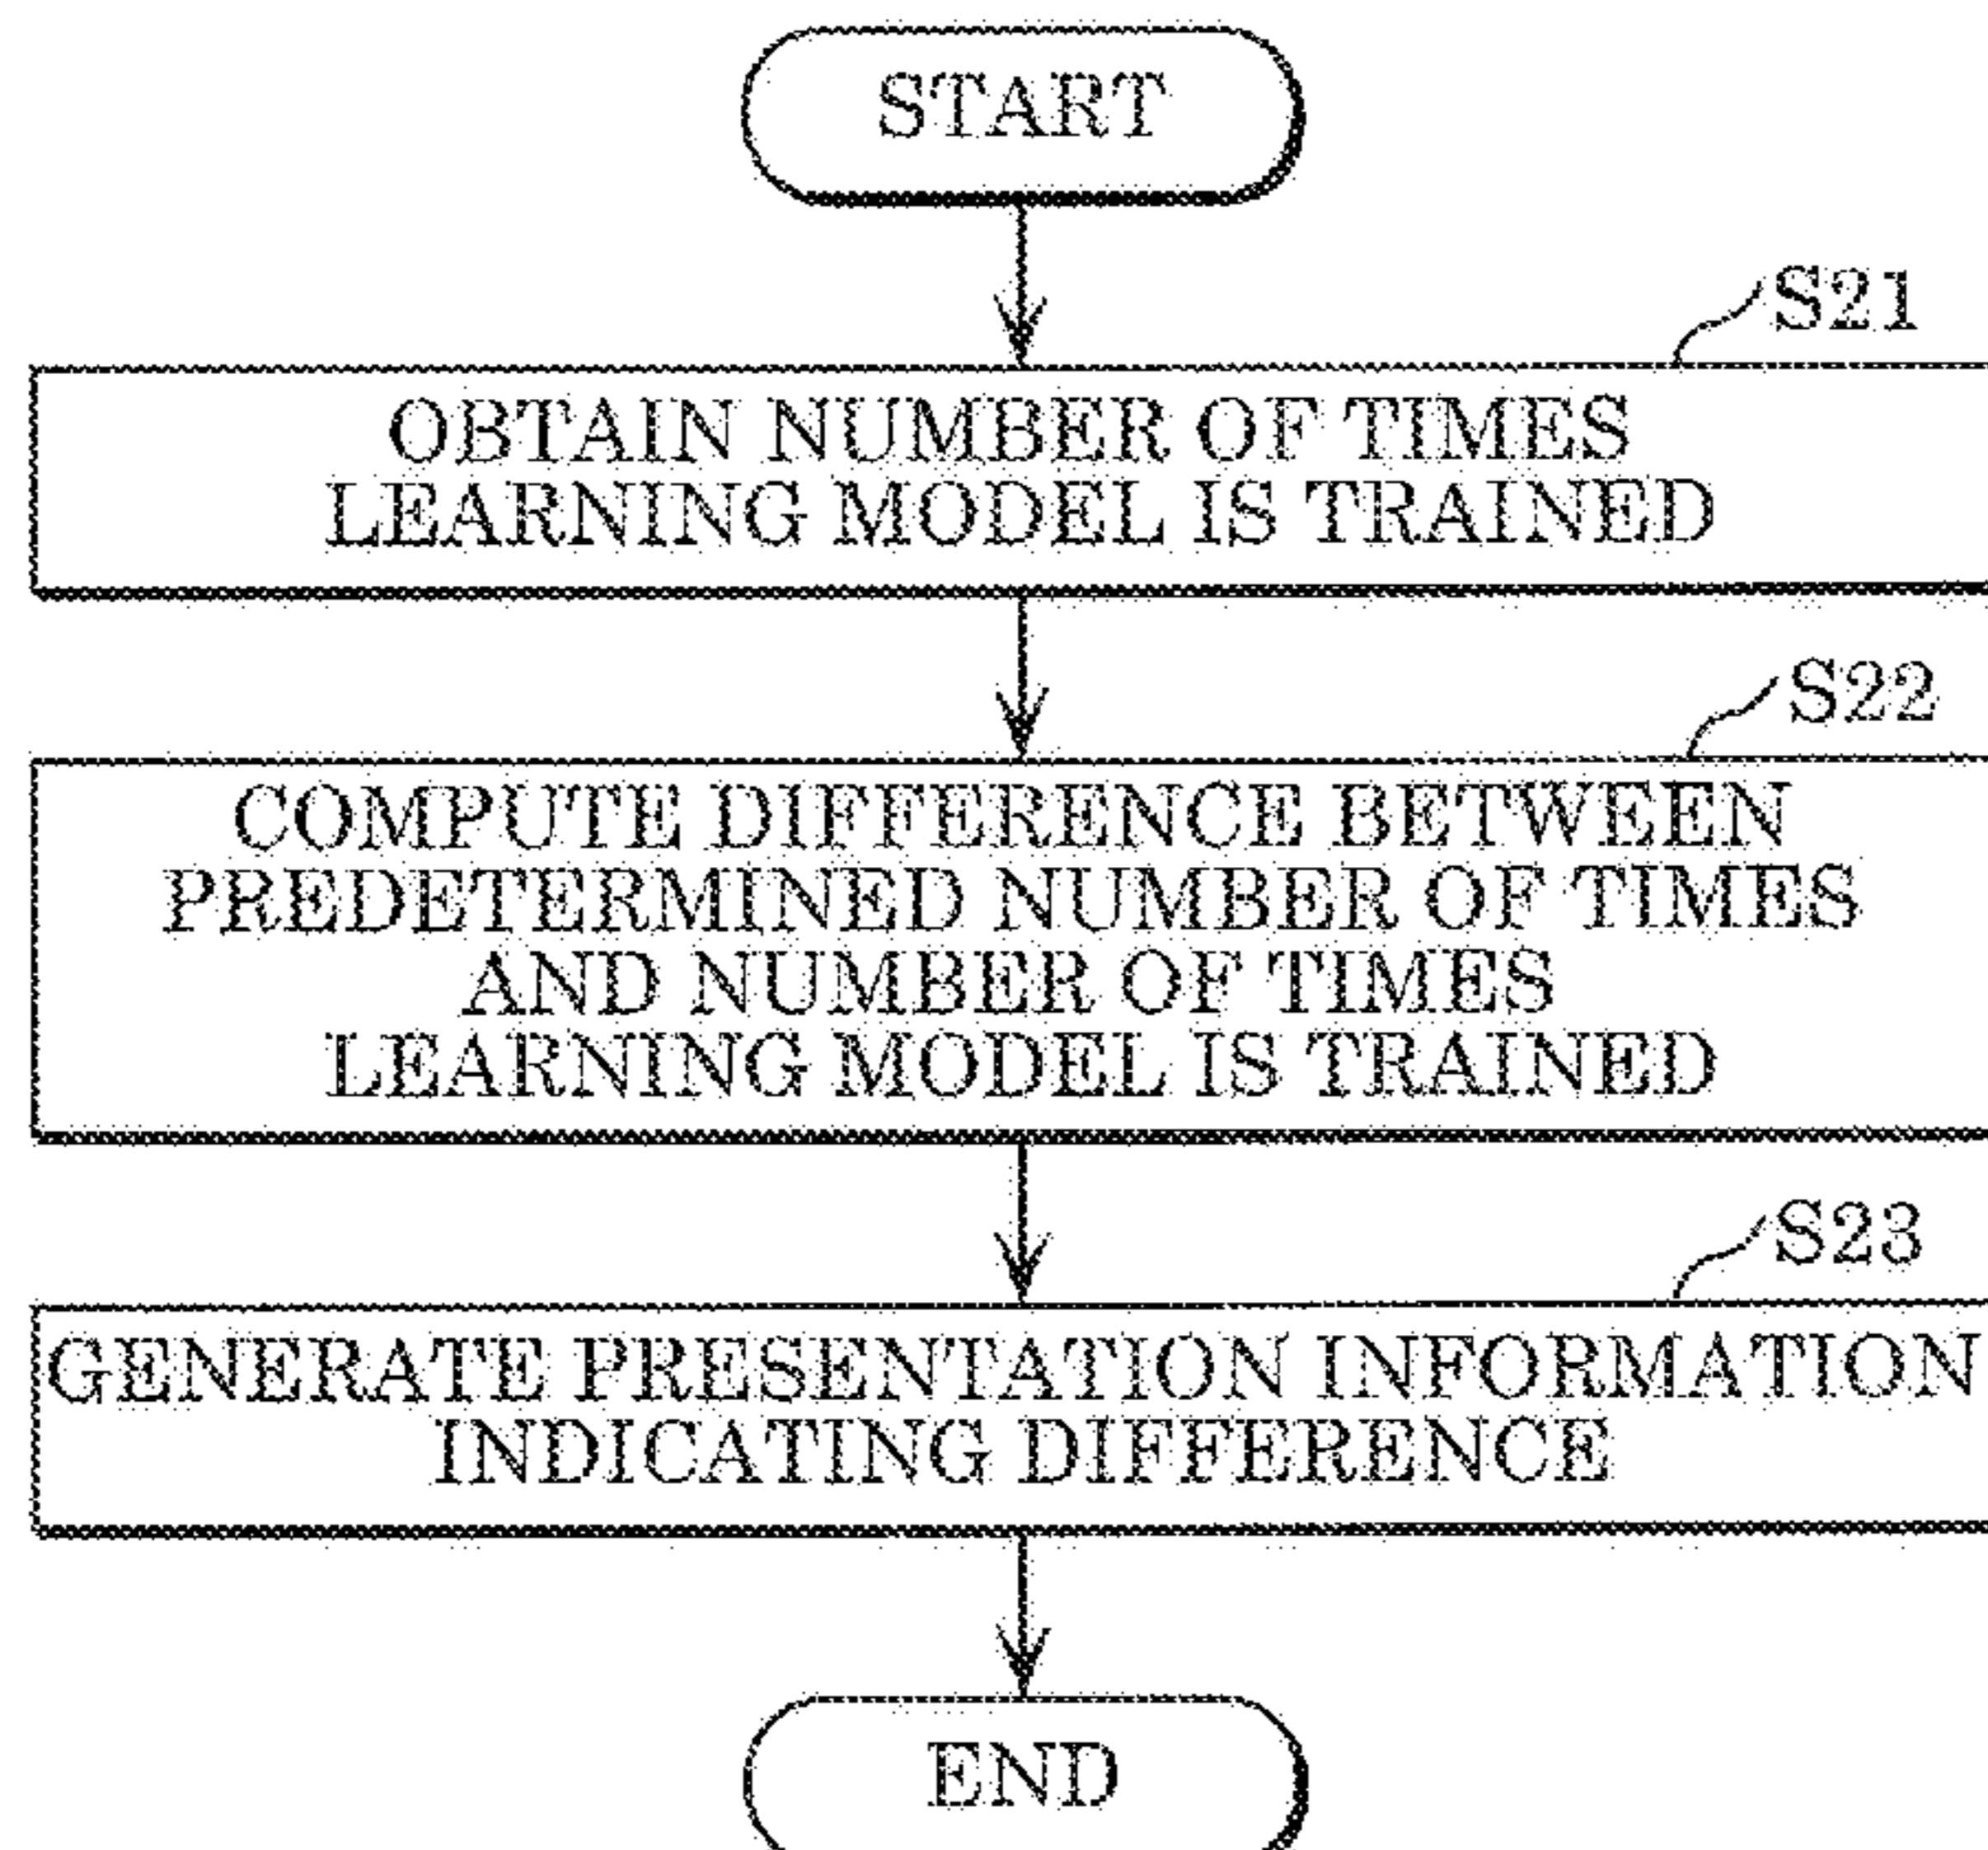 START
S21
OBTAIN NUMBER OF TIMES
LEARNING MODEL IS TRAINED
S22
COMPUTE DIFFERENCE BETWEEN
PREDETERMINED NUMBER OF TIMES
AND NUMBER OF TIMES
LEARNING MODEL IS TRAINED
S23
GENERATE PRESENTATION INFORMATION
INDICATING DIFFERENCE
END